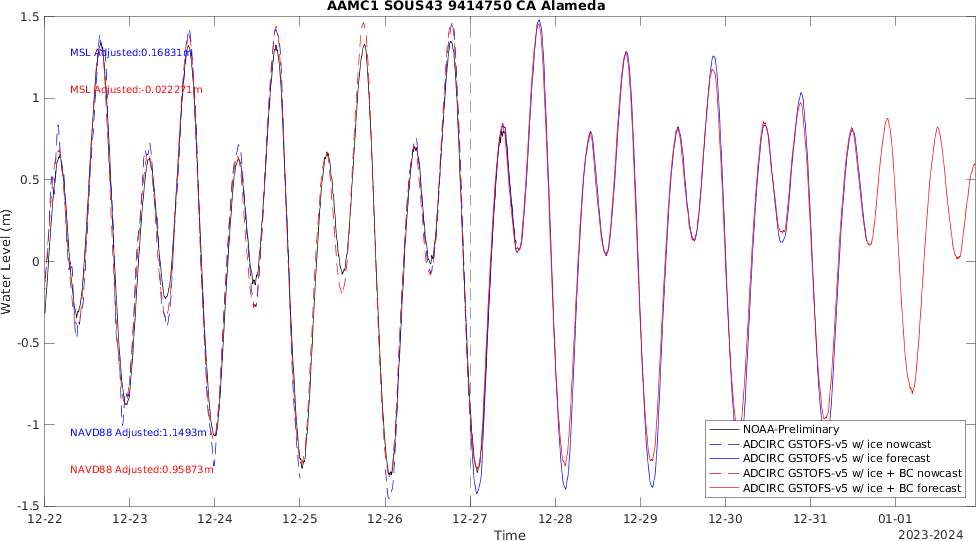 AAMC1 SOUS43 9414750 CA Alameda
1.5
MSL Adjusted:0.16831m
MSL Adjusted:-0.022271m
1
0.5
Water Level (m)
0
-0.5
-1
NAVD88 Adjusted:1.1493m
NAVD88 Adjusted:0.95873m
NOAA-Preliminary
ADCIRC GSTOFS-v5 w/ ice nowcast
ADCIRC GSTOFS-v5 w/ ice forecast
ADCIRC GSTOFS-v5 w/ ice + BC nowcast
ADCIRC GSTOFS-v5 w/ ice + BC forecast
-1.5
12-22 12-23 12-24 12-25 12-26 12-27 12-28 12-29 12-30 12-31 01-01
Time
2023-2024